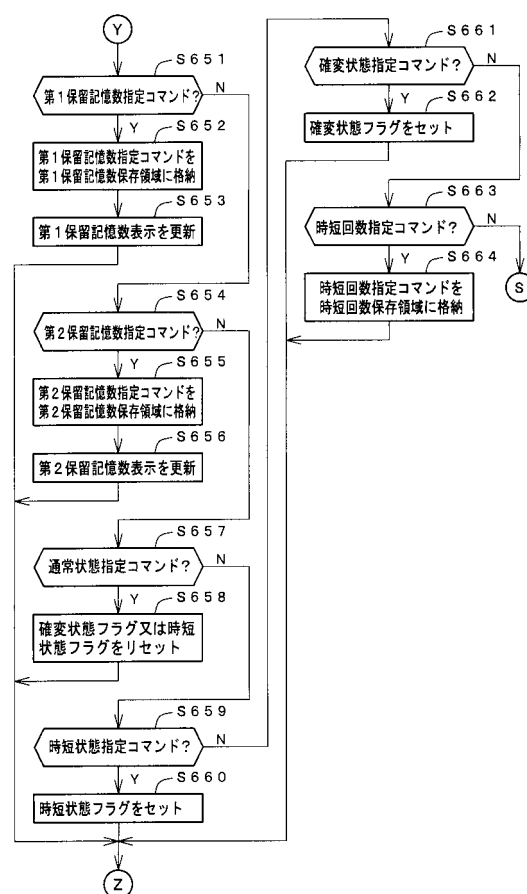 Y
S651
第1保留記憶数指定コマンド?
N
Y
S652
第1保留記憶数指定コマンドを
第1保留記憶数保存領域に格納
S653
第1保留記憶数表示を更新
S654
第2保留記憶数指定コマンド?
N
Y
S655
第2保留記憶数指定コマンドを
第2保留記憶数保存領域に格納
S656
第2保留記憶数表示を更新
S657
通常状態指定コマンド?
N
Y
S658
確変状態フラグ又は時短
状態フラグをリセット
S659
時短状態指定コマンド?
N
Y
S660
時短状態フラグをセット
Z
S661
確変状態指定コマンド?
N
Y
S662
確変状態フラグをセット
S663
時短回数指定コマンド?
N
Y
S664
S
時短回数指定コマンドを
時短回数保存領域に格納